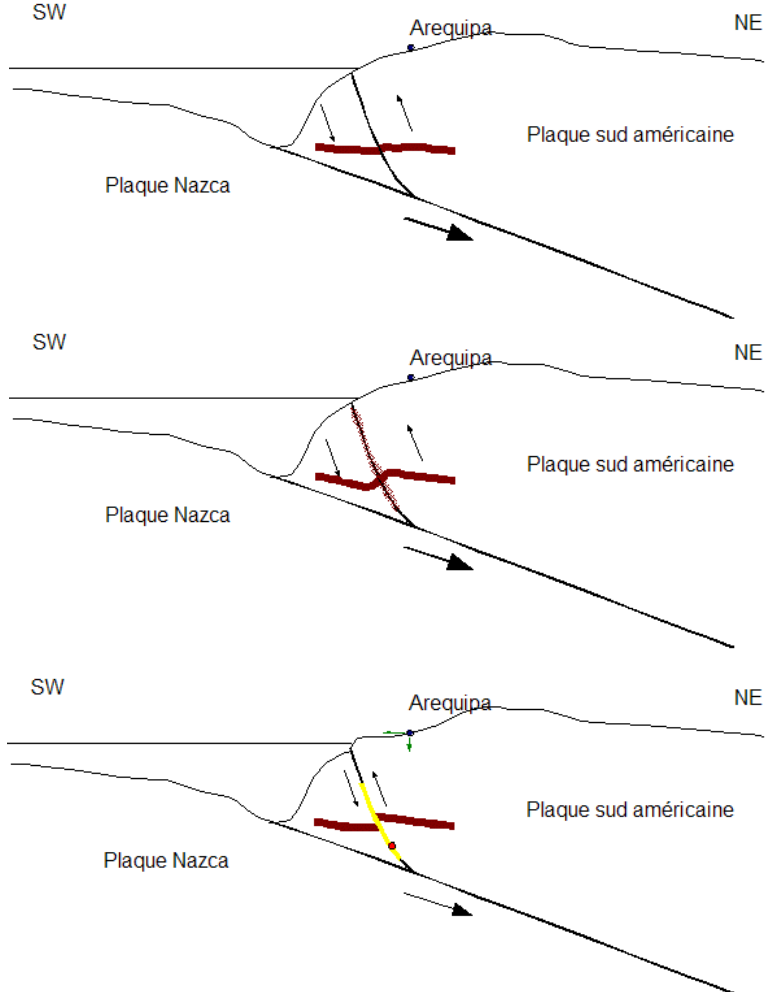 SW
Arequipa
NE
Plaque sud américaine
Plaque Nazca
SW
Arequipa
NE
Plaque sud américaine
Plaque Nazca
SW
Arequipa
NE
Plaque sud américaine
Plaque Nazca